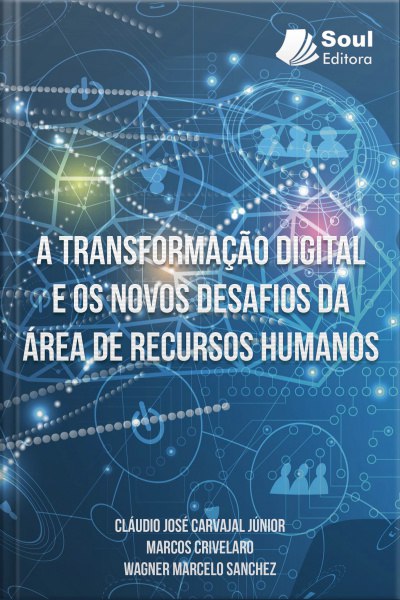 Soul
Editora
A TRANSFORMAÇÃO DIGITAL
E OS NOVOS DESAFIOS DA
ÁREA DE RECURSOS HUMANOS
CLÁUDIO JOSÉ CARVAJAL JÚNIOR
MARCOS CRIVELARO
WAGNER MARCELO SANCHEZ